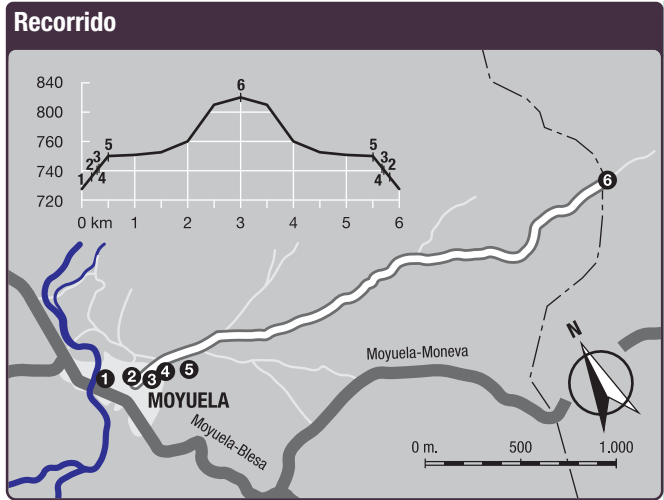 Recorrido
840
800
760
740
720
6
5
5
3
2
1
4
3
2
4
0 km 1 2 3 4 5 6
6
1 2 3 4 5
MOYUELA
Moyuela-Blesa
Moyuela-Moneva
N
0 m. 500 1.000